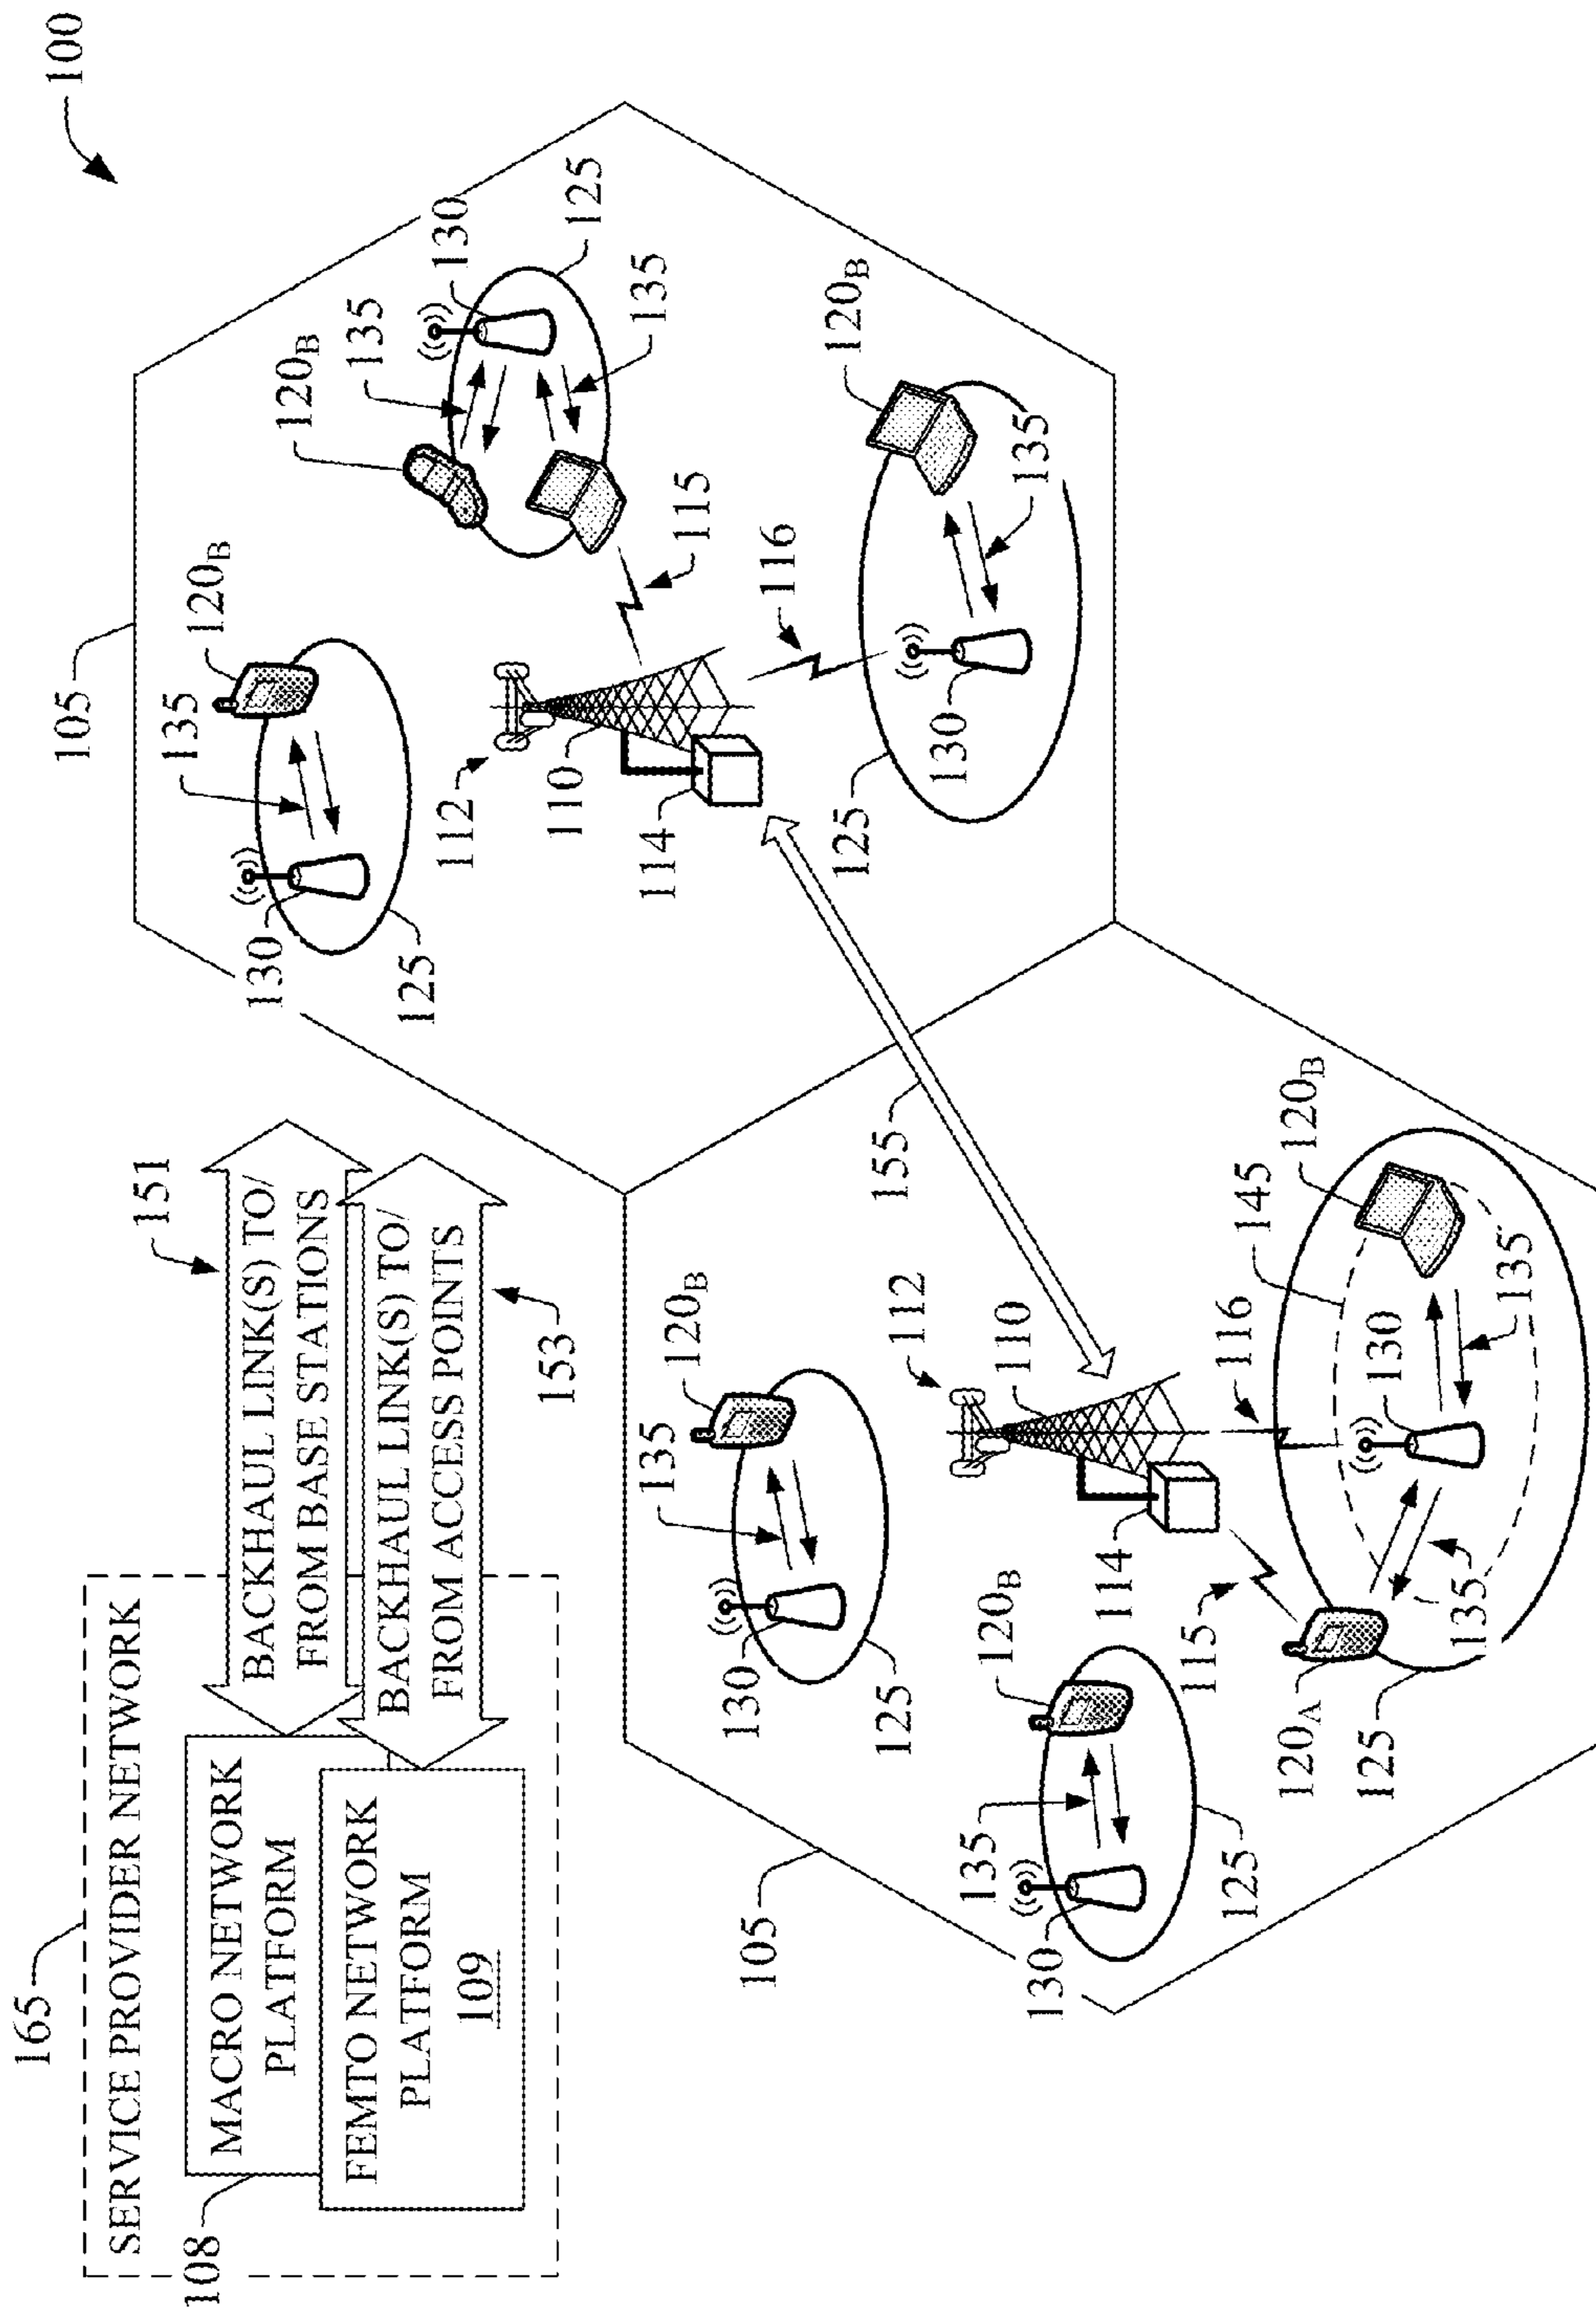 100
165
SERVICE PROVIDER NETWORK
108
MACRO NETWORK
PLATFORM
FEMTO NETWORK
PLATFORM
109
BACKHAUL LINK(S) TO/
FROM BASE STATIONS
151
BACKHAUL LINK(S) TO/
FROM ACCESS POINTS
153
105
135
120B
130
125
112
110
114
120B
135
130
125
135
115
116
120B
135
130
125
155
105
135
120B
130
125
135
120B
130
125
112
110
114
115
116
145
120B
130
135
135
120A
125